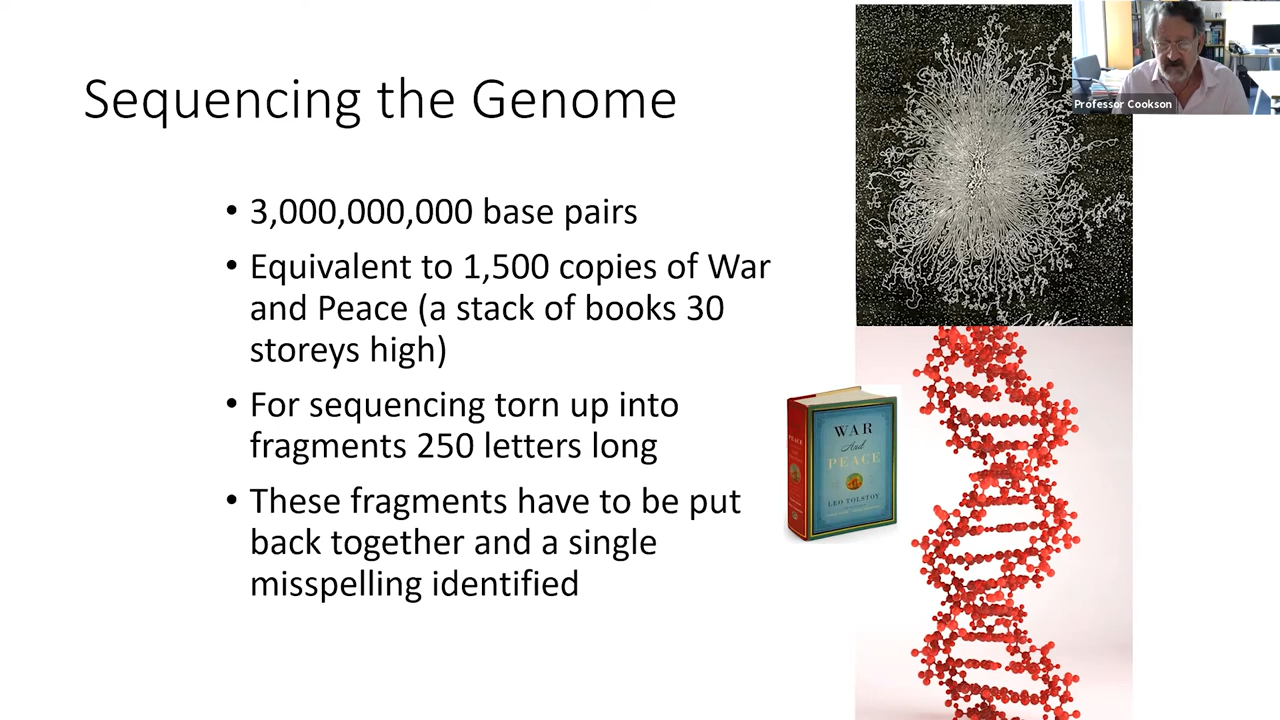 Sequencing the Genome
Professor Cookson
• 3,000,000,000 base pairs
• Equivalent to 1,500 copies of War
and Peace (a stack of books 30
storeys high)
• For sequencing torn up into
fragments 250 letters long
• These fragments have to be put
back together and a single
misspelling identified
WAR
And
PEACE
LEO TOLSTOY
PEACE